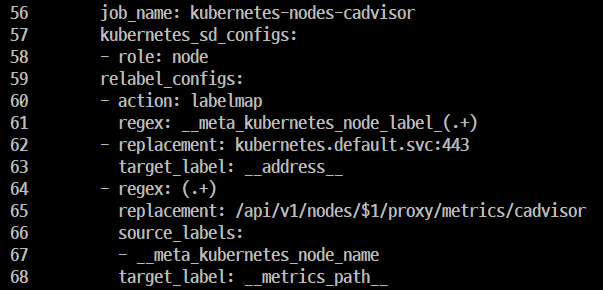 56 job_name: kubernetes-nodes-cadvisor
57 kubernetes_sd_configs:
58 - role: node
59 relabel_configs:
60 - action: labelmap
61 regex: __meta_kubernetes_node_label_(.+)
62 - replacement: kubernetes.default.svc:443
63 target_label: __address__
64 - regex: (.+)
65 replacement: /api/v1/nodes/$1/proxy/metrics/cadvisor
66 source_labels:
67 - __meta_kubernetes_node_name
68 target_label: __metrics_path__